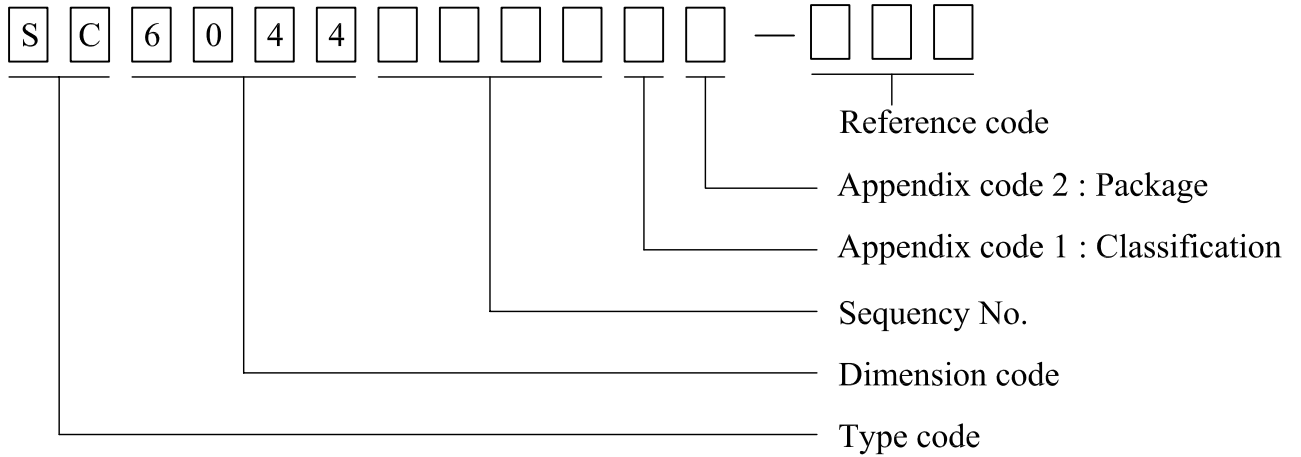 S C 6 0 4 4 —
Reference code
Appendix code 2 : Package
Appendix code 1 : Classification
Sequency No.
Dimension code
Type code